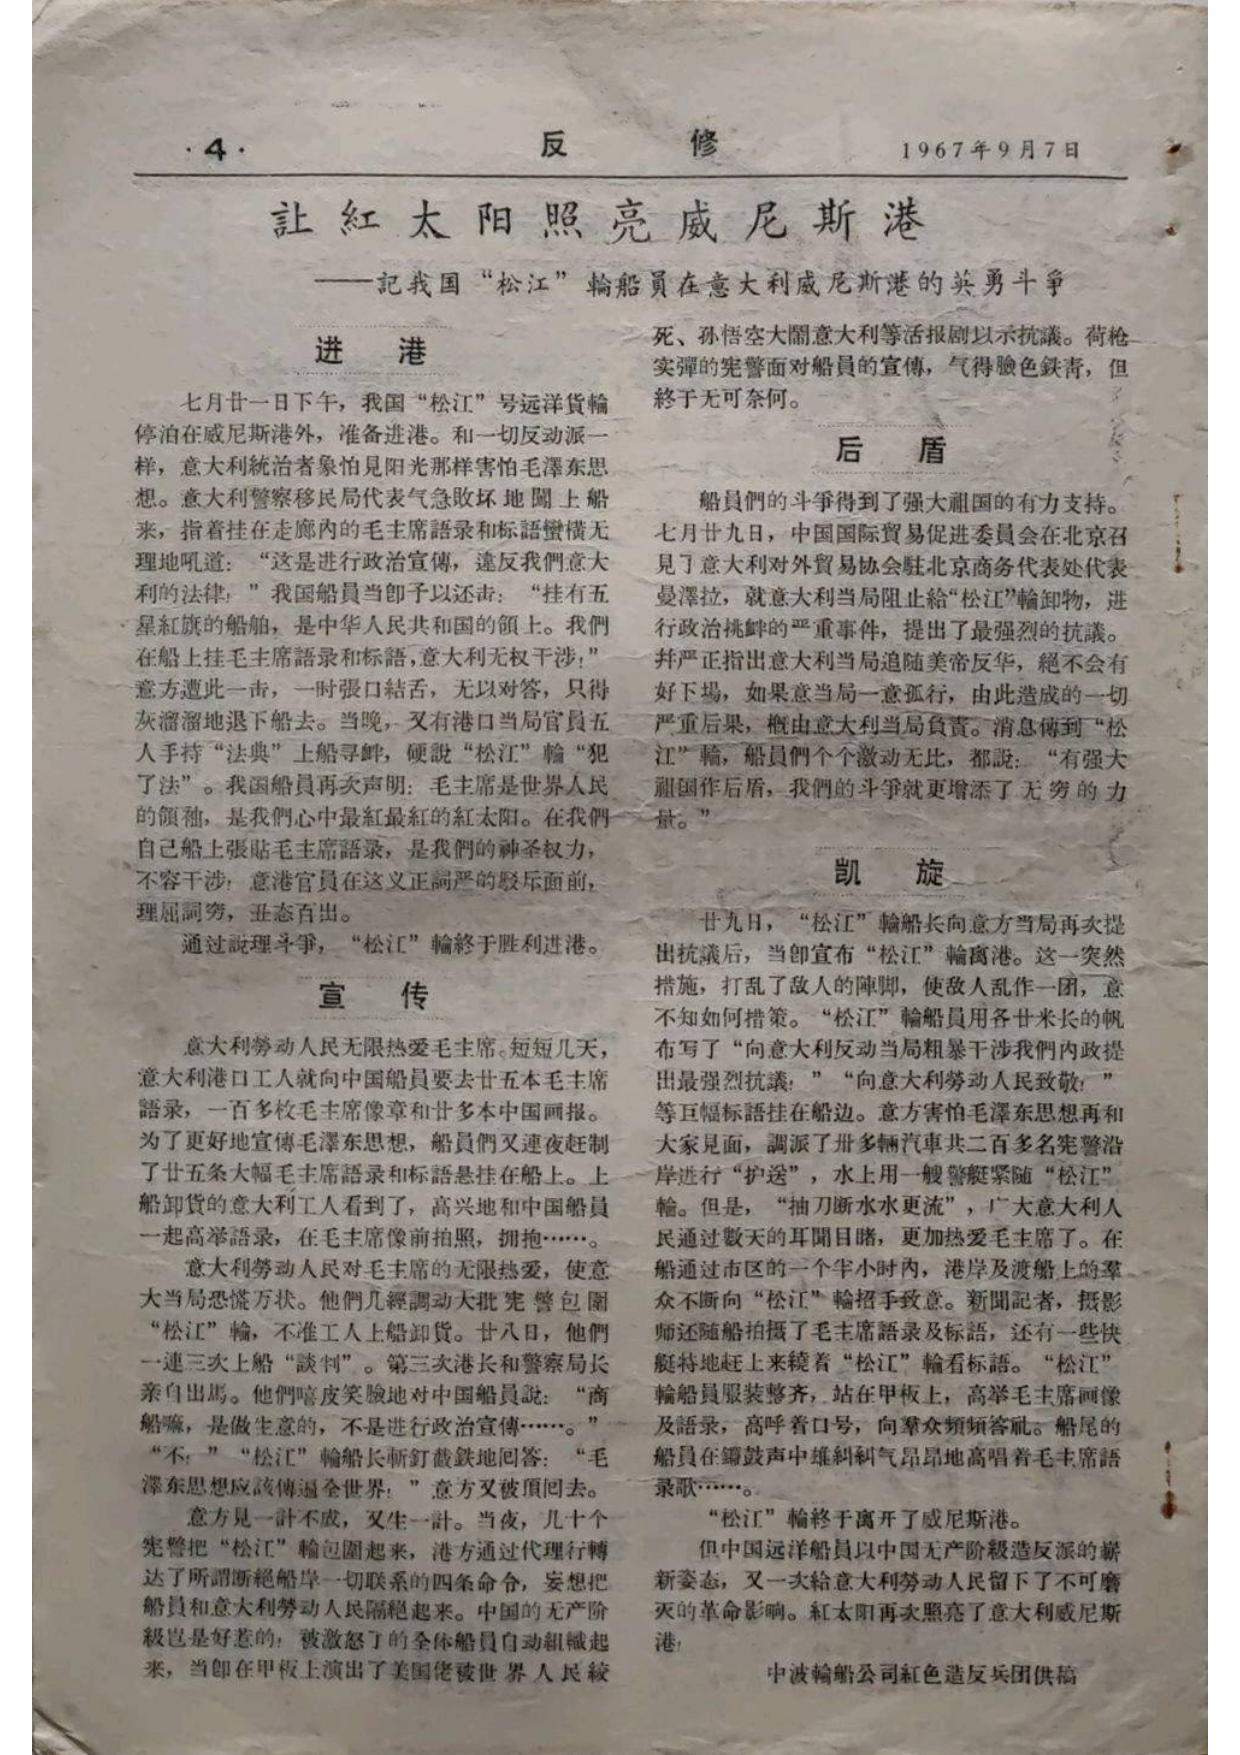 ·4·
反 修
1967年9月7日
让紅太阳照亮威尼斯港
——記我国“松江”輪船員在意大利威尼斯港的英勇斗爭
进 港
七月廿一日下午，我国“松江”号远洋貨輪
停泊在威尼斯港外，准备进港。和一切反动派一
样，意大利統治者象怕見阳光那样害怕毛澤东思
想。意大利警察移民局代表气急敗坏地闖上船
来，指着挂在走廊內的毛主席語录和标語蠻横无
理地吼道：“这是进行政治宣傳，違反我們意大
利的法律！”我国船員当卽予以还击：“挂有五
星紅旗的船舶，是中华人民共和国的領土。我們
在船上挂毛主席語录和标語，意大利无权干涉！”
意方遭此一击，一时張口結舌，无以对答，只得
灰溜溜地退下船去。当晚，又有港口当局官員五
人手持“法典”上船寻衅，硬說“松江”輪“犯
了法”。我国船員再次声明：毛主席是世界人民
的領袖，是我們心中最紅最紅的紅太阳。在我們
自己船上張貼毛主席語录，是我們的神圣权力，
不容干涉！意港官員在这义正詞严的駁斥面前，
理屈詞穷，丑态百出。
通过說理斗爭，“松江”輪終于胜利进港。
宣 传
意大利勞动人民无限热爱毛主席。短短几天，
意大利港口工人就向中国船員要去廿五本毛主席
語录，一百多枚毛主席像章和廿多本中国画报。
为了更好地宣傳毛澤东思想，船員們又連夜赶制
了廿五条大幅毛主席語录和标語悬挂在船上。上
船卸貨的意大利工人看到了，高兴地和中国船員
一起高举語录，在毛主席像前拍照，拥抱……。
意大利勞动人民对毛主席的无限热爱，使意
大当局恐慌万状。他們几經調动大批宪警包圍
“松江”輪，不准工人上船卸貨。廿八日，他們
一連三次上船“談判”。第三次港长和警察局长
亲自出馬。他們嘻皮笑臉地对中国船員說：“商
船嘛，是做生意的，不是进行政治宣傳……。”
“不！”“松江”輪船长斬釘截鉄地回答：“毛
澤东思想应該傳遍全世界！”意方又被頂回去。
意方見一計不成，又生一計。当夜，几十个
宪警把“松江”輪包圍起来，港方通过代理行轉
达了所謂断絕船岸一切联系的四条命令，妄想把
船員和意大利勞动人民隔絕起来。中国的无产阶
級岂是好惹的！被激怒了的全体船員自动組織起
来，当卽在甲板上演出了美国佬被世界人民絞
死、孙悟空大鬧意大利等活报剧以示抗議。荷枪
实彈的宪警面对船員的宣傳，气得臉色鉄青，但
終于无可奈何。
后 盾
船員們的斗爭得到了强大祖国的有力支持。
七月廿九日，中国国际貿易促进委員会在北京召
見了意大利对外貿易协会駐北京商务代表处代表
曼澤拉，就意大利当局阻止給“松江”輪卸物，进
行政治挑衅的严重事件，提出了最强烈的抗議。
幷严正指出意大利当局追随美帝反华，絕不会有
好下場，如果意当局一意孤行，由此造成的一切
严重后果，概由意大利当局負責。消息傳到“松
江”輪，船員們个个激动无比，都說：“有强大
祖国作后盾，我們的斗爭就更增添了无穷的力
量。”
凯 旋
廿九日，“松江”輪船长向意方当局再次提
出抗議后，当卽宣布“松江”輪离港。这一突然
措施，打乱了敌人的陣脚，使敌人乱作一团，意
不知如何措策。“松江”輪船員用各廿米长的帆
布写了“向意大利反动当局粗暴干涉我們內政提
出最强烈抗議！”“向意大利勞动人民致敬！”
等巨幅标語挂在船边。意方害怕毛澤东思想再和
大家見面，調派了卅多輛汽車共二百多名宪警沿
岸进行“护送”，水上用一艘警艇紧随“松江”
輪。但是，“抽刀断水水更流”，广大意大利人
民通过数天的耳聞目睹，更加热爱毛主席了。在
船通过市区的一个半小时內，港岸及渡船上的羣
众不断向“松江”輪招手致意。新聞記者，摄影
师还随船拍摄了毛主席語录及标語，还有一些快
艇特地赶上来繞着“松江”輪看标語。“松江”
輪船員服装整齐，站在甲板上，高举毛主席画像
及語录，高呼着口号，向羣众頻頻答礼。船尾的
船員在鑼鼓声中雄糾糾气昂昂地高唱着毛主席語
录歌……。
“松江”輪終于离开了威尼斯港。
但中国远洋船員以中国无产阶級造反派的嶄
新姿态，又一次給意大利勞动人民留下了不可磨
灭的革命影响。紅太阳再次照亮了意大利威尼斯
港！
中波輪船公司紅色造反兵团供稿